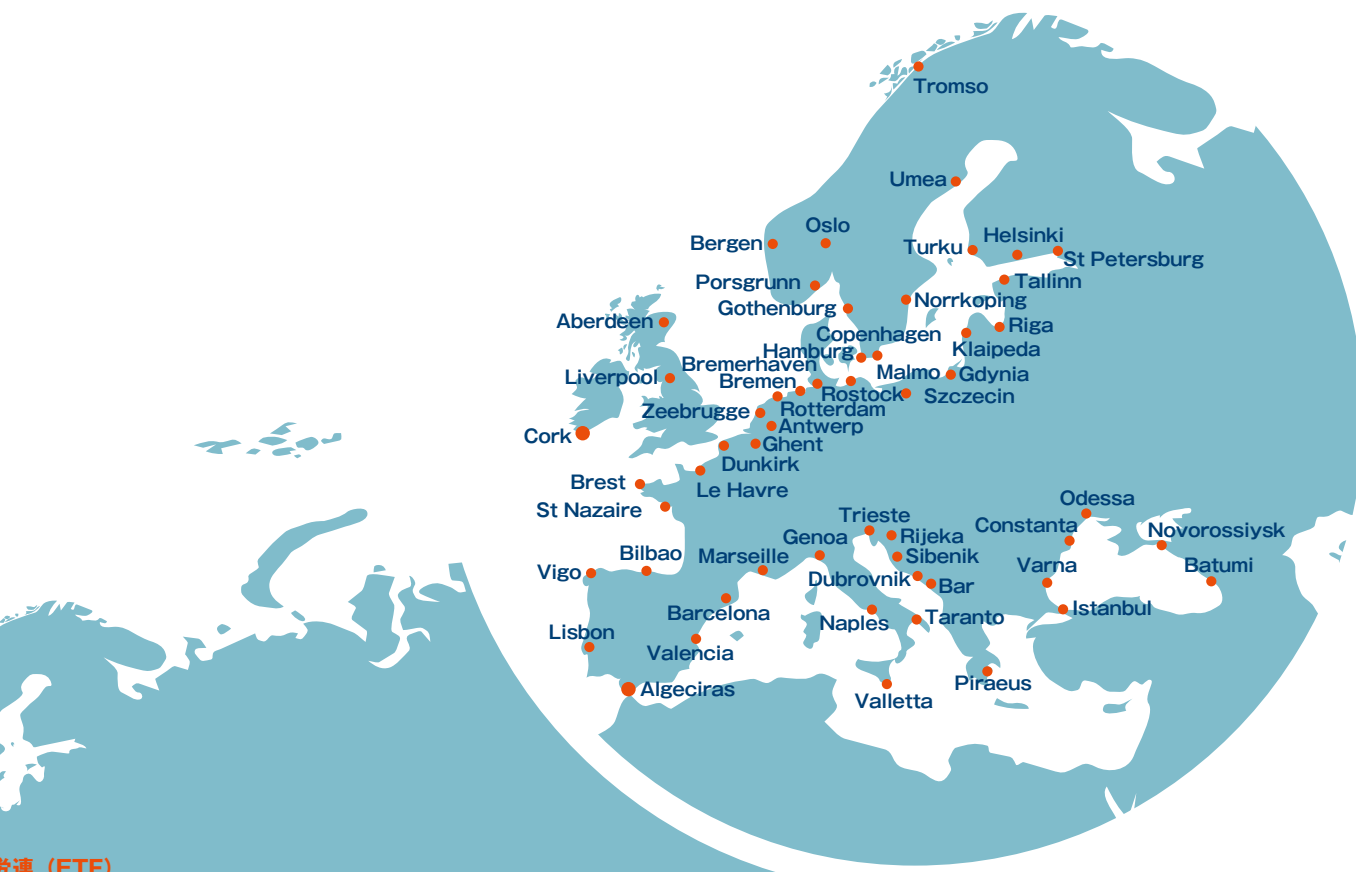 Tromso
Umea
Oslo
Bergen
Turku
Helsinki
St Petersburg
Porsgrunn
Tallinn
Gothenburg
Norrkoping
Aberdeen
Copenhagen
Riga
Klaipeda
Hamburg
Bremerhaven
Liverpool
Bremen
Malmo
Gdynia
Rostock
Szczecin
Zeebrugge
Rotterdam
Antwerp
Cork
Ghent
Dunkirk
Brest
Le Havre
St Nazaire
Odessa
Trieste
Constanta
Novorossiysk
Genoa
Rijeka
Bilbao
Marseille
Sibenik
Varna
Batumi
Vigo
Dubrovnik
Bar
Barcelona
Naples
Taranto
Istanbul
Lisbon
Valencia
Algeciras
Piraeus
Valletta
労連（ETF）